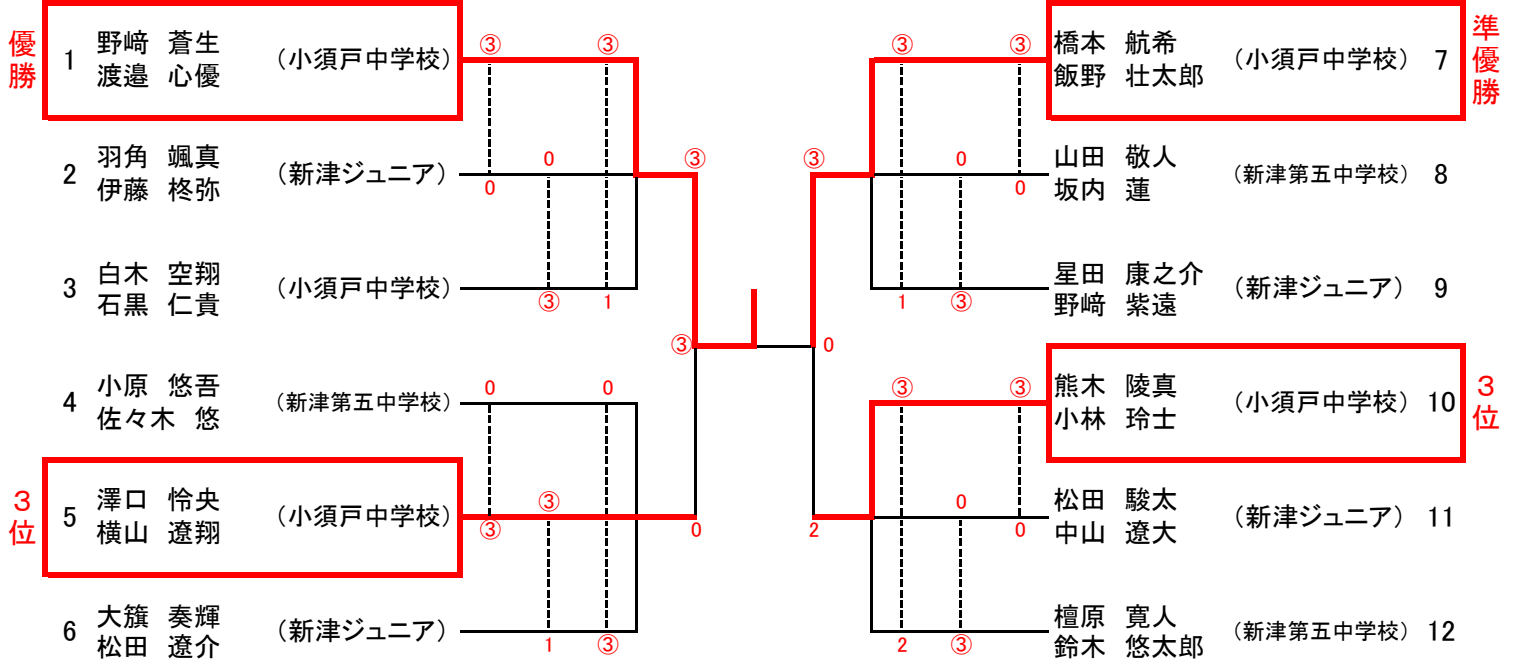 優勝
1 野﨑 蒼生 (小須戸中学校)
渡邉 心優
③ ③
2 羽角 颯真 (新津ジュニア)
伊藤 柊弥
0
0
3 白木 空翔 (小須戸中学校)
石黒 仁貴
③ 1
③
③
4 小原 悠吾 (新津第五中学校)
佐々木 悠
0 0
3位
5 澤口 怜央 (小須戸中学校)
横山 遼翔
③
③
0
6 大籏 奏輝 (新津ジュニア)
松田 遼介
1 ③
③ ③
橋本 航希 (小須戸中学校) 7
飯野 壮太郎
準優勝
0
0
山田 敬人 (新津第五中学校) 8
坂内 蓮
③
1 ③
星田 康之介 (新津ジュニア) 9
野﨑 紫遠
0
③ ③
熊木 陵真 (小須戸中学校) 10
小林 玲士
3位
0
0
2
松田 駿太 (新津ジュニア) 11
中山 遼大
2 ③
檀原 寛人 (新津第五中学校) 12
鈴木 悠太郎